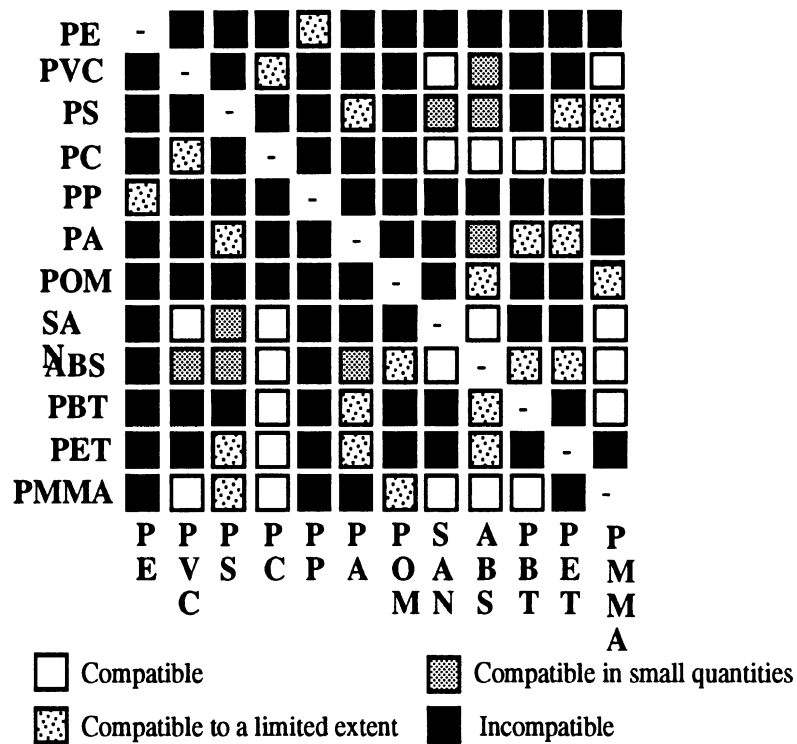 PE -
PVC -
PS -
PC -
PP -
PA -
POM -
SA -
N
ABS -
PBT -
PET -
PMMA -
P P P P P P P S A P P P
E V S C P A O A B B E M
C M N S T T M
A
Compatible Compatible in small quantities
Compatible to a limited extent Incompatible